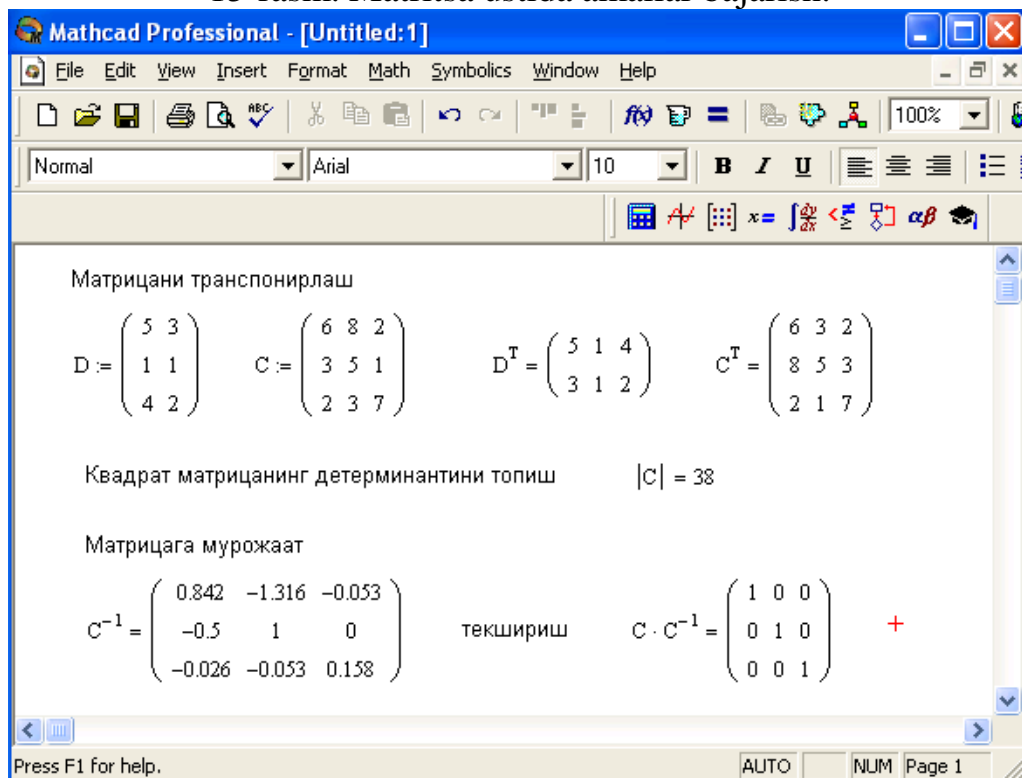 Mathcad Professional - [Untitled:1]
File Edit View Insert Format Math Symbolics Window Help
100%
Normal Arial 10 B I U
Матрицани транспонирлаш
D := ( 5 3 ; 1 1 ; 4 2 ) C := ( 6 8 2 ; 3 5 1 ; 2 3 7 ) D^T = ( 5 1 4 ; 3 1 2 ) C^T = ( 6 3 2 ; 8 5 3 ; 2 1 7 )
Квадрат матрицанинг детерминантини топиш |C| = 38
Матрицага мурожаат
C^-1 = ( 0.842 −1.316 −0.053 ; −0.5 1 0 ; −0.026 −0.053 0.158 ) текшириш C · C^-1 = ( 1 0 0 ; 0 1 0 ; 0 0 1 )
Press F1 for help. AUTO NUM Page 1